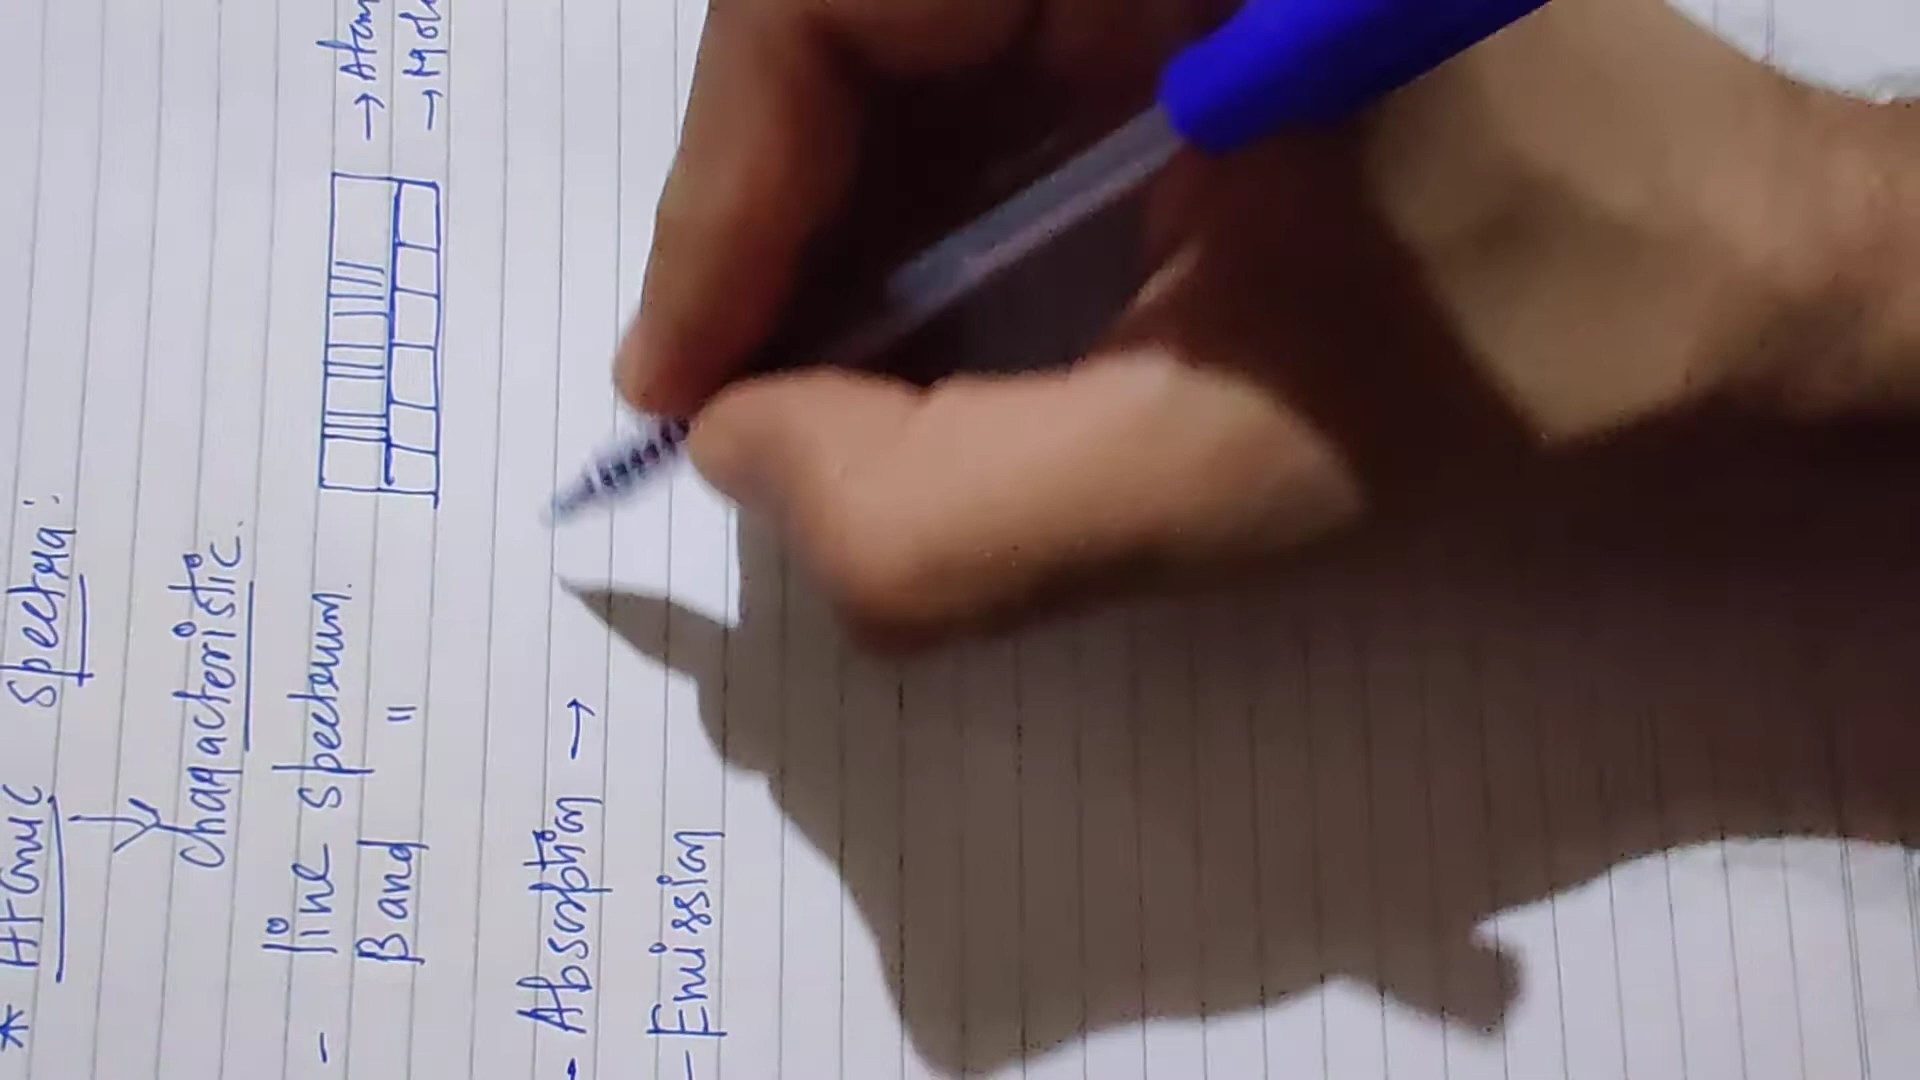 * Atomic Spectra:
Characteristic.
- line spectrum. → Atom
Band " → Mole
- Absorption →
- Emission